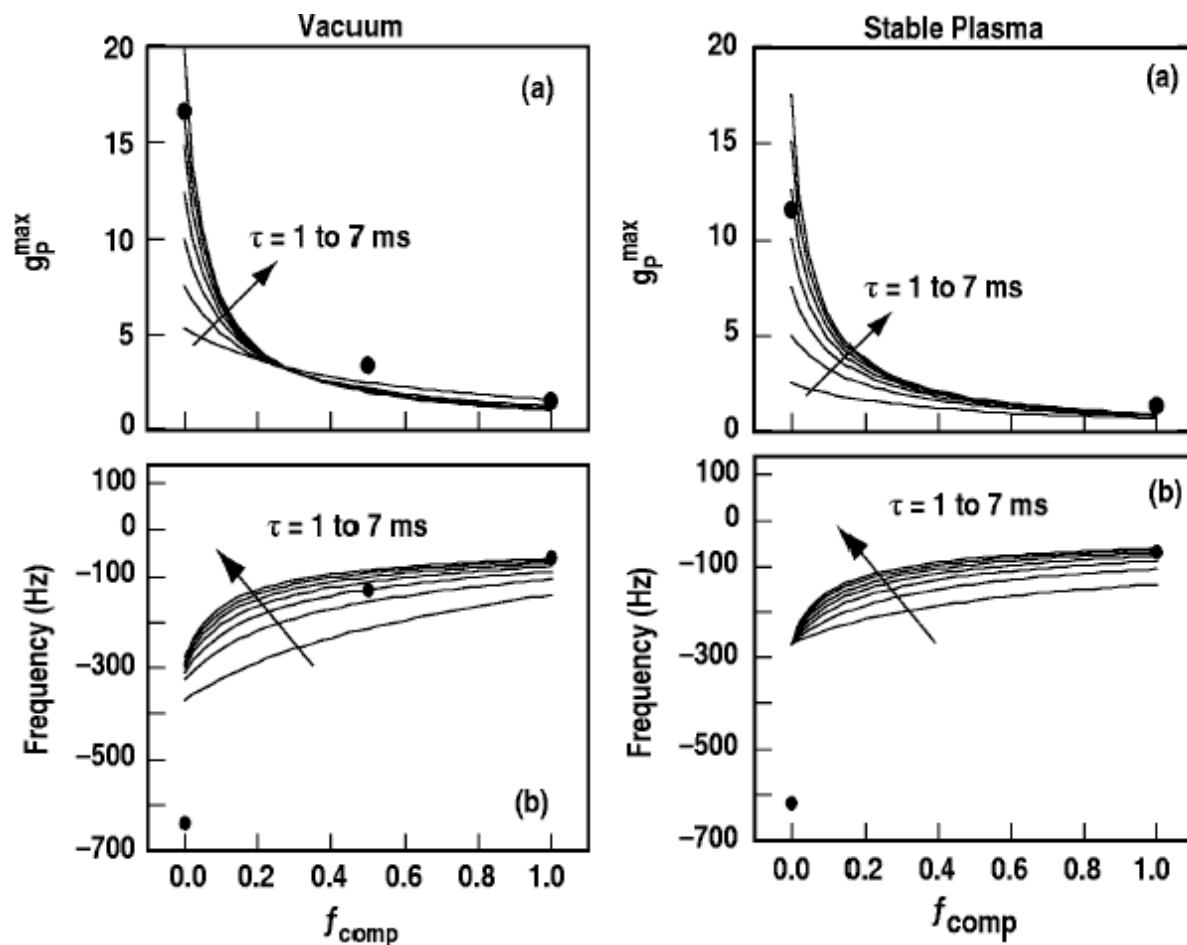 Vacuum
20
15
10
5
0
g_P^max
(a)
τ = 1 to 7 ms
100
0
−100
−300
−500
−700
Frequency (Hz)
τ = 1 to 7 ms
(b)
0.0 0.2 0.4 0.6 0.8 1.0
f_comp
Stable Plasma
20
15
10
5
0
g_P^max
(a)
τ = 1 to 7 ms
100
0
−100
−300
−500
−700
Frequency (Hz)
τ = 1 to 7 ms
(b)
0.0 0.2 0.4 0.6 0.8 1.0
f_comp